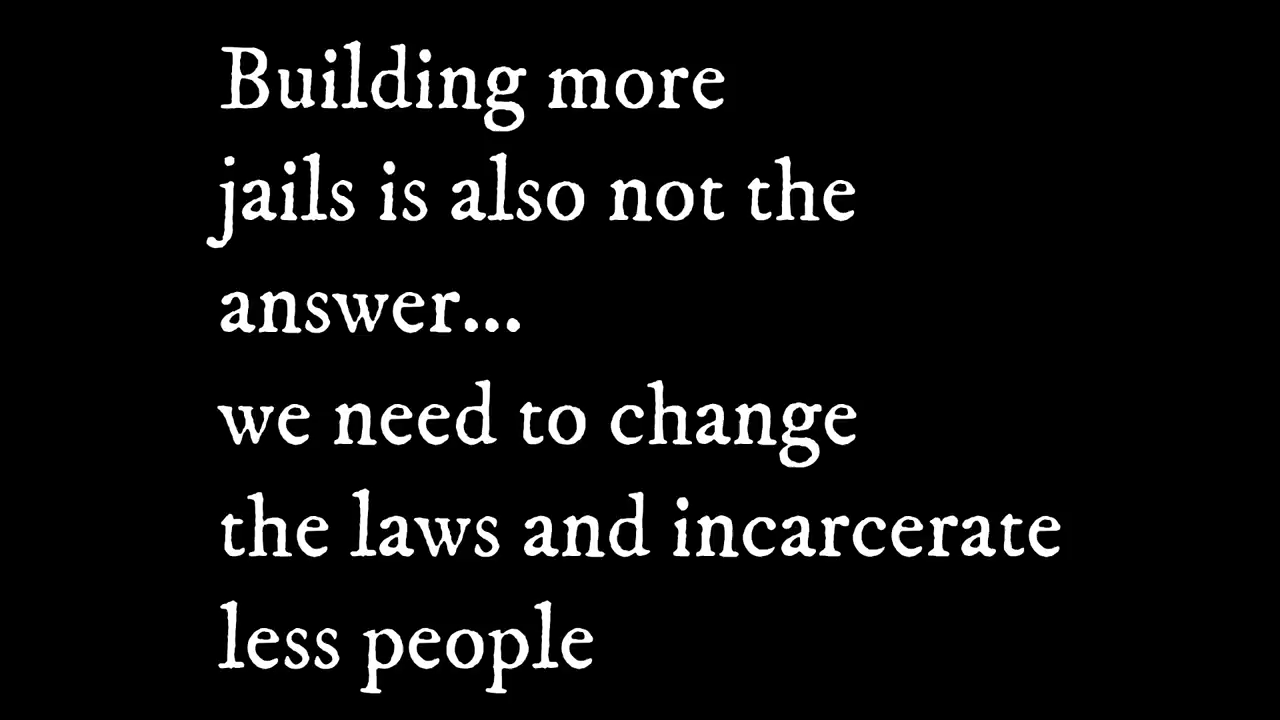 Building more
jails is also not the
answer...
we need to change
the laws and incarcerate
less people